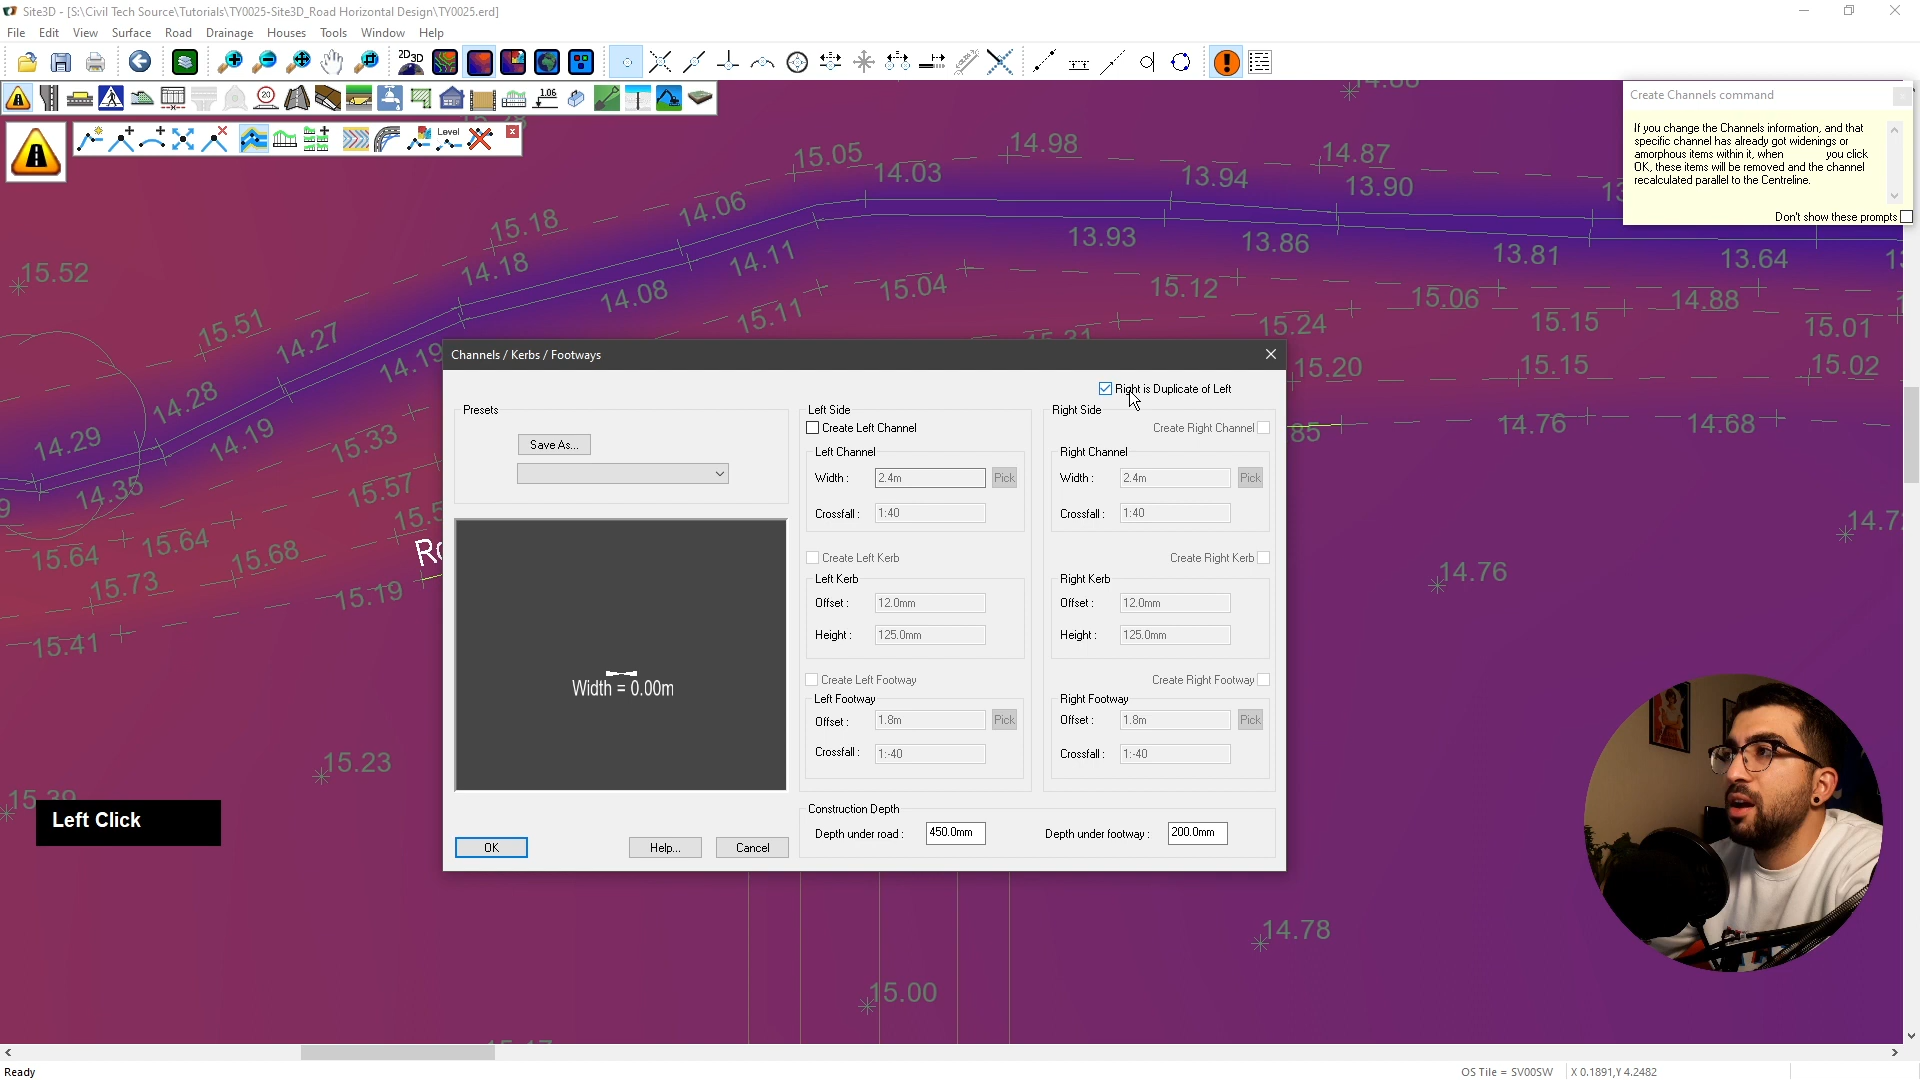 Site3D - [S:\Civil Tech Source\Tutorials\TY0025-Site3D_Road Horizontal Design\TY0025.erd]
File Edit View Surface Road Drainage Houses Tools Window Help
2D 3D
20
1.06
Level
Create Channels command
If you change the Channels information, and that
specific channel has already got widenings or
amorphous items within it, when you click
OK, these items will be removed and the channel
recalculated parallel to the Centreline.
Don't show these prompts
15.05
14.98
14.87
14.03
13.94
13.90
14.06
15.18
13.93
13.86
14.11
13.81
13.64
15.52
14.18
14.08
15.04
15.12
15.06
14.88
15.51
14.27
15.11
15.24
15.15
15.01
14.19
15.20
15.15
15.02
14.28
14.29
14.19
15.33
14.76
14.68
14.35
15.57
15.64
15.64
15.68
15.73
15.19
15.41
14.76
15.23
14.78
15.00
Channels / Kerbs / Footways
Right is Duplicate of Left
Presets
Save As...
Width = 0.00m
Left Side
Create Left Channel
Left Channel
Width : 2.4m Pick
Crossfall : 1:40
Create Left Kerb
Left Kerb
Offset : 12.0mm
Height : 125.0mm
Create Left Footway
Left Footway
Offset : 1.8m Pick
Crossfall : 1:-40
Right Side
Create Right Channel
Right Channel
Width : 2.4m Pick
Crossfall : 1:40
Create Right Kerb
Right Kerb
Offset : 12.0mm
Height : 125.0mm
Create Right Footway
Right Footway
Offset : 1.8m Pick
Crossfall : 1:-40
Construction Depth
Depth under road : 450.0mm Depth under footway : 200.0mm
OK Help... Cancel
Left Click
Ready
OS Tile = SV00SW X 0.1891,Y 4.2482